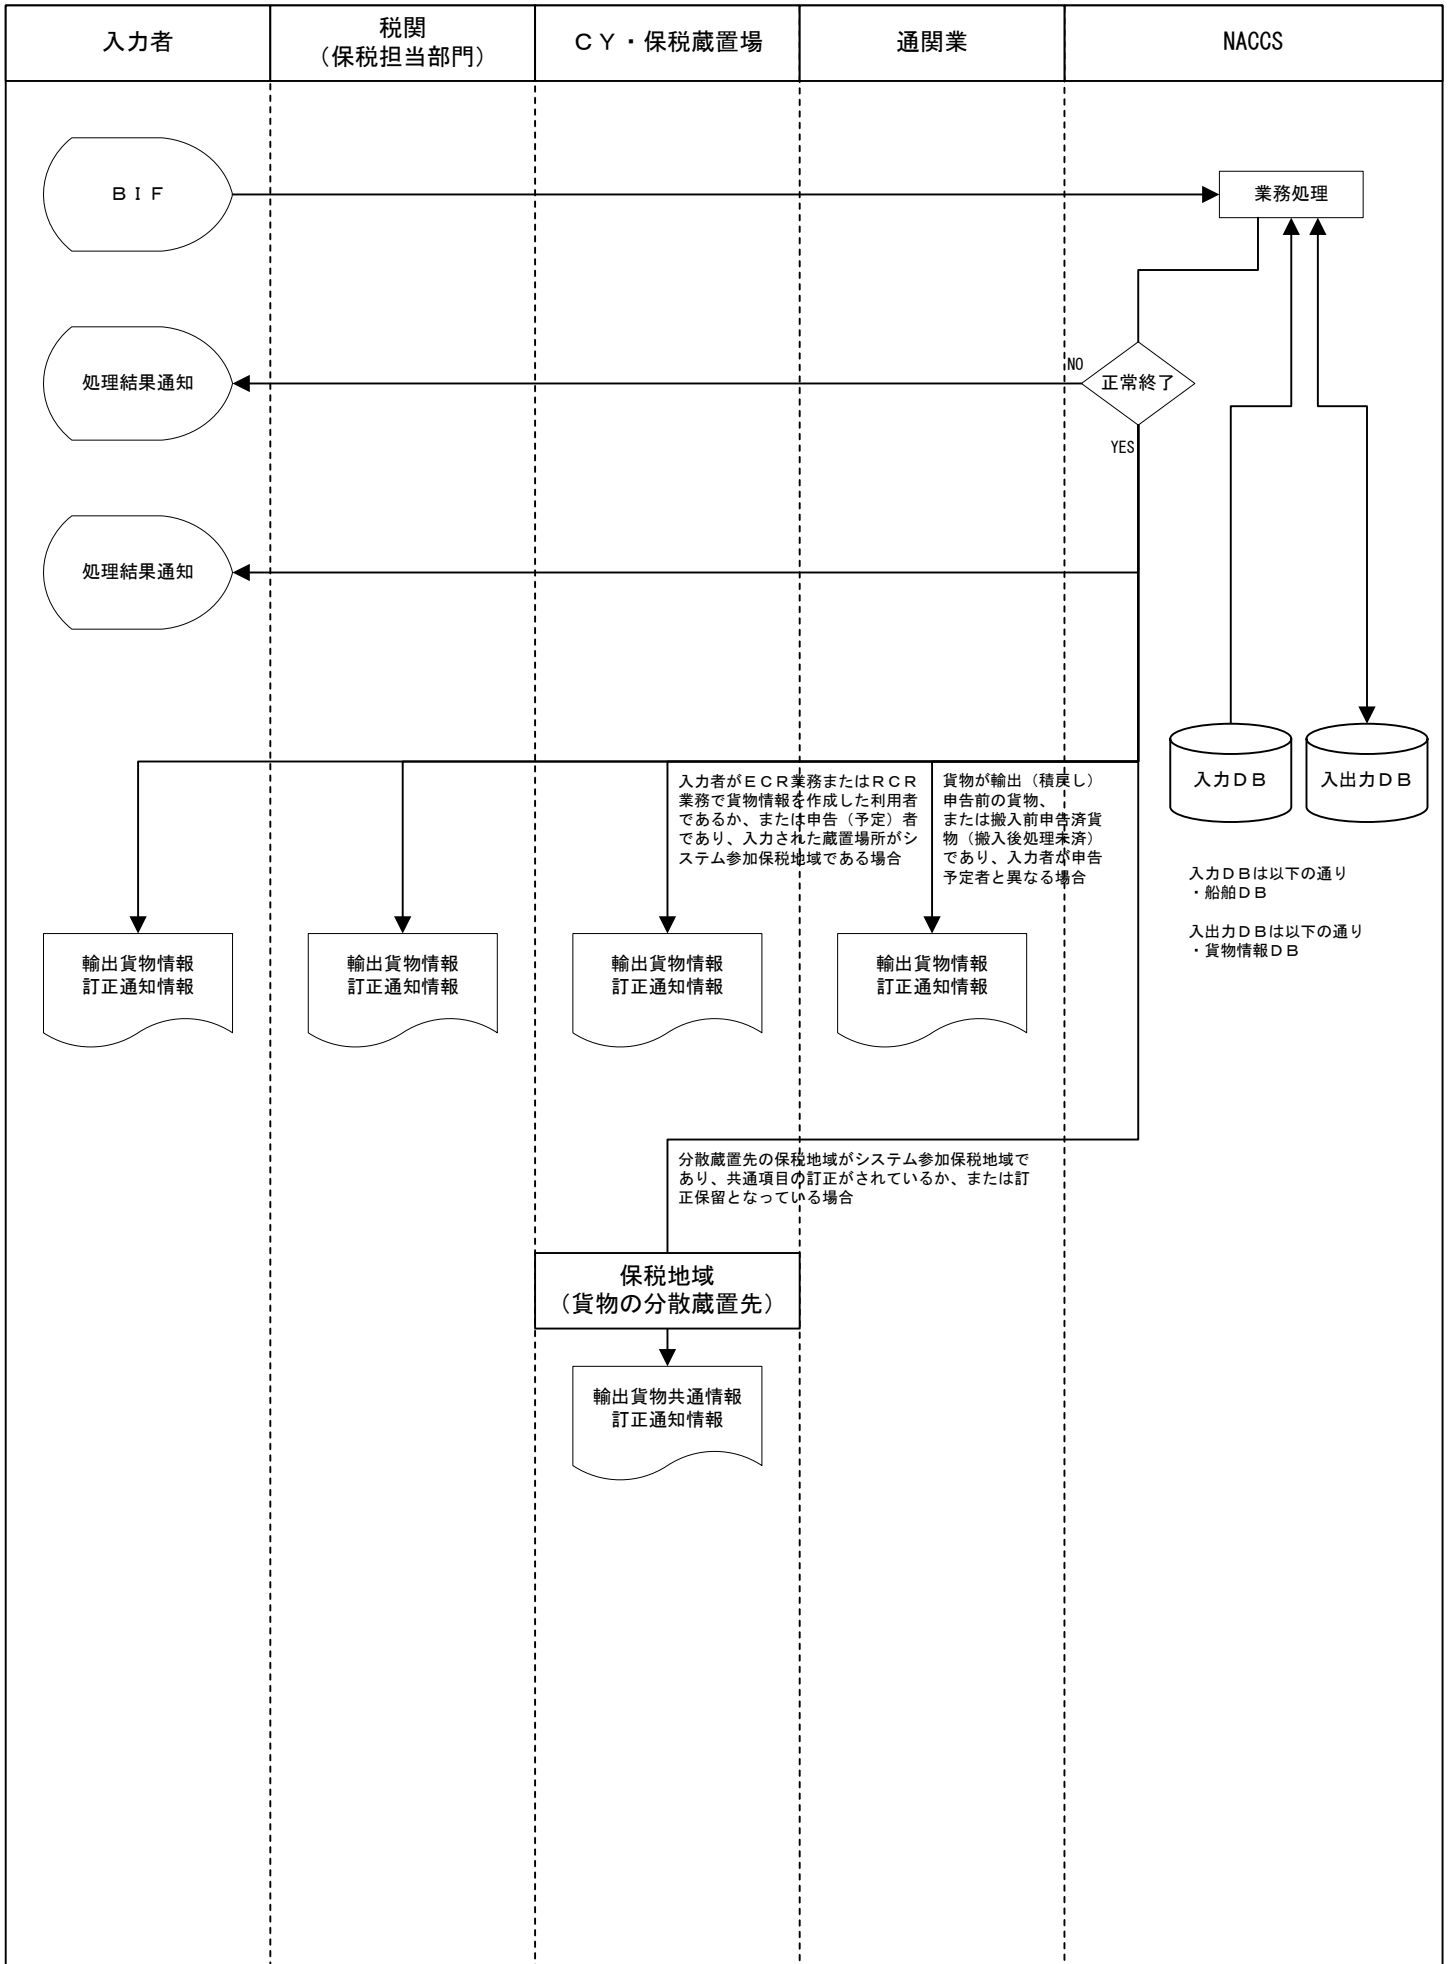 入力者
税関
（保税担当部門）
ＣＹ・保税蔵置場
通関業
NACCS
ＢＩＦ
業務処理
処理結果通知
NO
正常終了
YES
処理結果通知
入力ＤＢ
入出力ＤＢ
入力者がＥＣＲ業務またはＲＣＲ
業務で貨物情報を作成した利用者
であるか、または申告（予定）者
であり、入力された蔵置場所がシ
ステム参加保税地域である場合
貨物が輸出（積戻し）
申告前の貨物、
または搬入前申告済貨
物（搬入後処理未済）
であり、入力者が申告
予定者と異なる場合
入力ＤＢは以下の通り
・船舶ＤＢ
入出力ＤＢは以下の通り
・貨物情報ＤＢ
輸出貨物情報
訂正通知情報
輸出貨物情報
訂正通知情報
輸出貨物情報
訂正通知情報
輸出貨物情報
訂正通知情報
分散蔵置先の保税地域がシステム参加保税地域で
あり、共通項目の訂正がされているか、または訂
正保留となっている場合
保税地域
（貨物の分散蔵置先）
輸出貨物共通情報
訂正通知情報